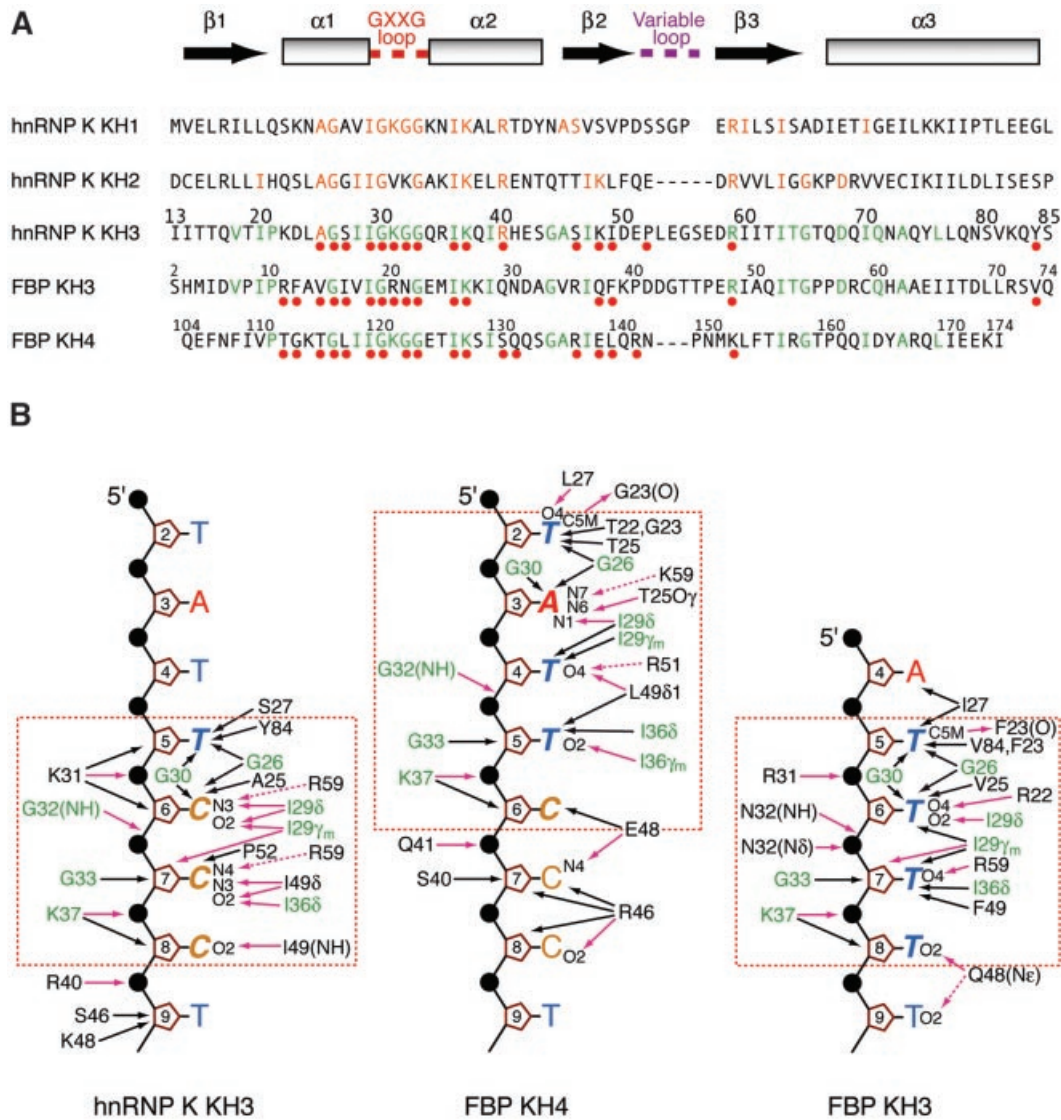 A
β1 α1 GXXG loop α2 β2 Variable loop β3 α3
hnRNP K KH1 MVELRILLQSKNAGAVIGKGGKNIKALRTDYNASVSVPDSSGP ERILSISADIETIGEILKKIIPTLEEGL
hnRNP K KH2 DCELRLLIHQSLAGGIIGVKGAKIKELRENTQTTIKLFQE-----DRVVLIGGKPDRVVECIKIILDLISESP
13 20 30 40 50 60 70 80 85
hnRNP K KH3 IITTQVTIPKDLAGSIIGKGGQRIKQIRHESGASIKIDEPLEGSEDRIITITGTQDQIQNAQYLLQNSVKQYS
2 10 20 30 40 50 60 70 74
FBP KH3 SHMIDVPIPRFAVGIVIGRNGEMIKKIQNDAGVRIQFKPDDGTTPERIAQITGPPDRCQHAAEIITDLLRSVQ
104 110 120 130 140 150 160 170 174
FBP KH4 QEFNFIVPTGKTGLIIGKGGETIKSISQQSGARIELQRN---PNMKLFTIRGTPQQIDYARQLIEEKI
B
5'
2 T
3 A
4 T
5 T
S27
Y84
G30
G26
K31
A25
6 C N3 O2
R59
I29δ
G32(NH)
I29γm
P52
R59
G33
7 C N4 N3 O2
I49δ
I36δ
K37
8 C O2
I49(NH)
R40
S46
K48
9 T
hnRNP K KH3
5'
L27
G23(O)
2 T O4 C5M
T22,G23
T25
G30
G26
K59
3 A N7 N6 N1
T25Oγ
I29δ
I29γm
G32(NH)
4 T O4
R51
L49δ1
G33
5 T O2
I36δ
I36γm
K37
6 C
E48
Q41
S40
7 C N4
R46
8 C O2
9 T
FBP KH4
5'
4 A
I27
5 T C5M
F23(O)
V84,F23
G30
G26
R31
V25
6 T O4 O2
R22
I29δ
N32(NH)
I29γm
N32(Nδ)
R59
G33
7 T O4
I36δ
F49
K37
8 T O2
Q48(Nε)
9 T O2
FBP KH3